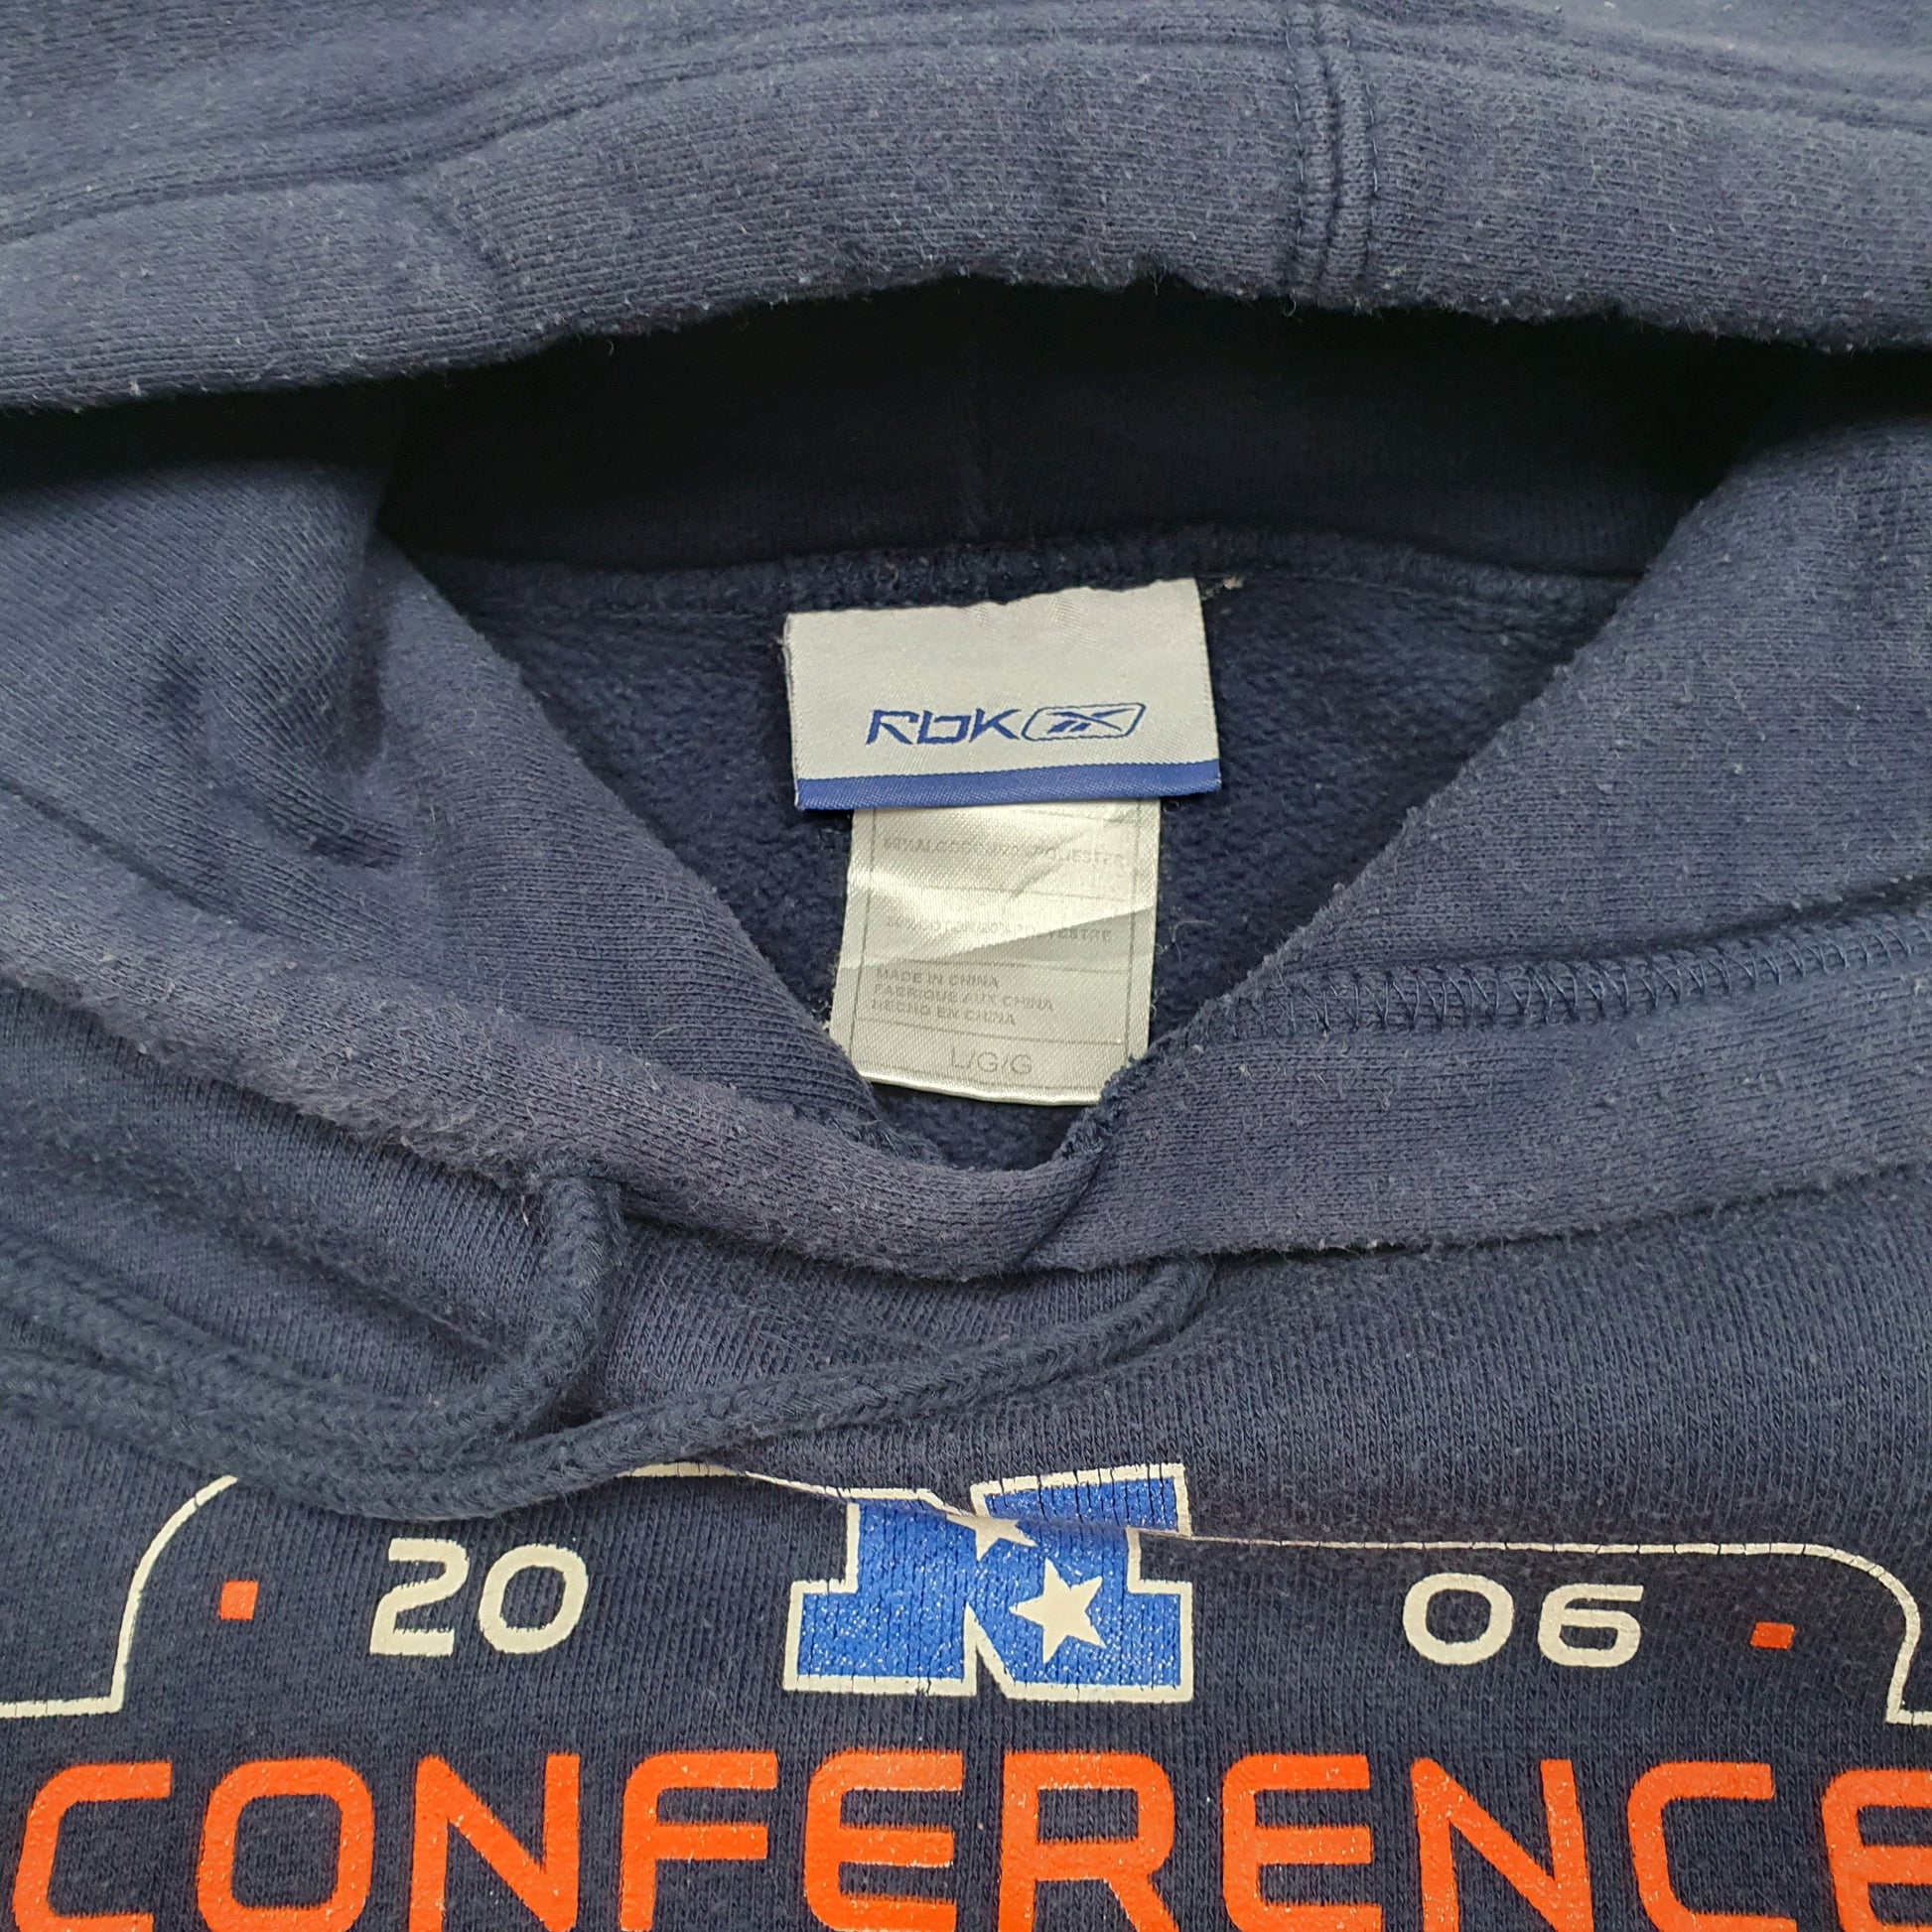 RbK
MADE IN CHINA
FABRIQUE AUX CHINA
HECHO EN CHINA
L/G/G
20 N 06
CONFERENCE